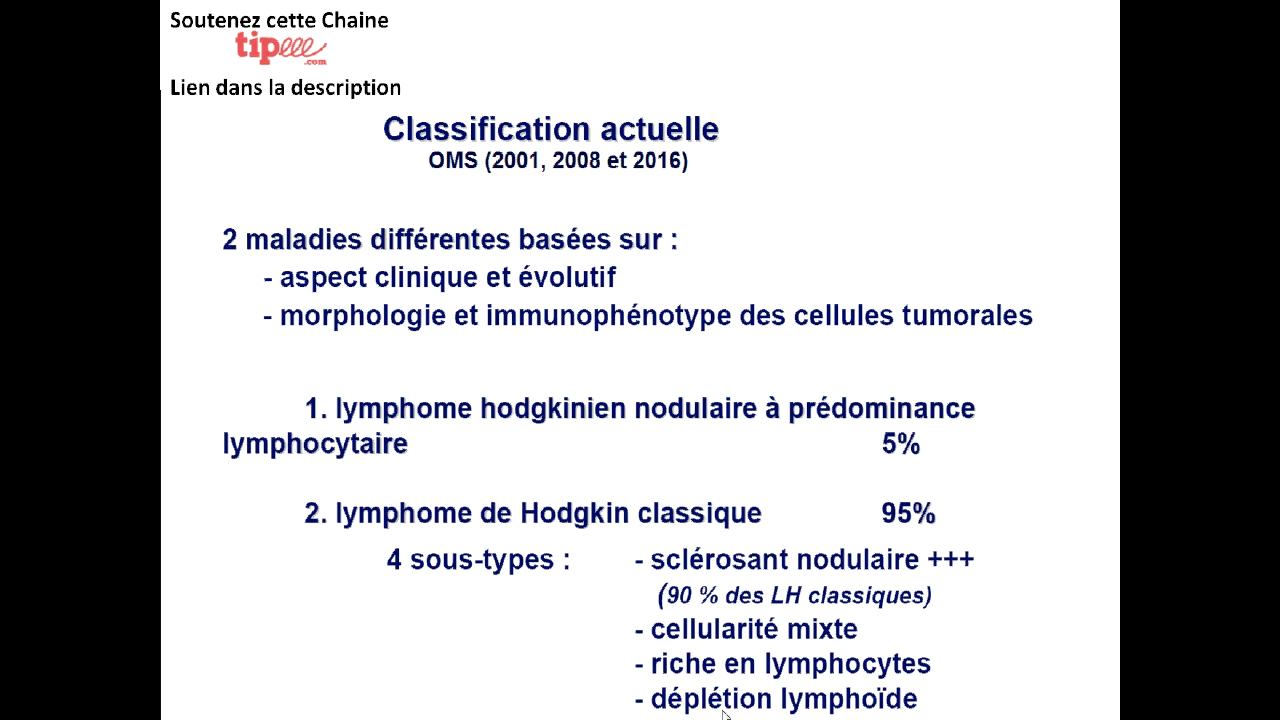 Soutenez cette Chaine
tipeee
.com
Lien dans la description
Classification actuelle
OMS (2001, 2008 et 2016)
2 maladies différentes basées sur :
- aspect clinique et évolutif
- morphologie et immunophénotype des cellules tumorales
1. lymphome hodgkinien nodulaire à prédominance
lymphocytaire 5%
2. lymphome de Hodgkin classique 95%
4 sous-types : - sclérosant nodulaire +++
(90 % des LH classiques)
- cellularité mixte
- riche en lymphocytes
- déplétion lymphoïde